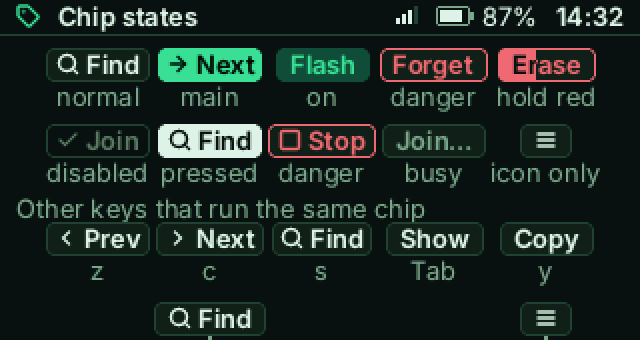 Chip states 87% 14:32
Find Next Flash Forget Erase
normal main on danger hold red
Join Find Stop Join... 
disabled pressed danger busy icon only
Other keys that run the same chip
Prev Next Find Show Copy
z c s Tab y
Find